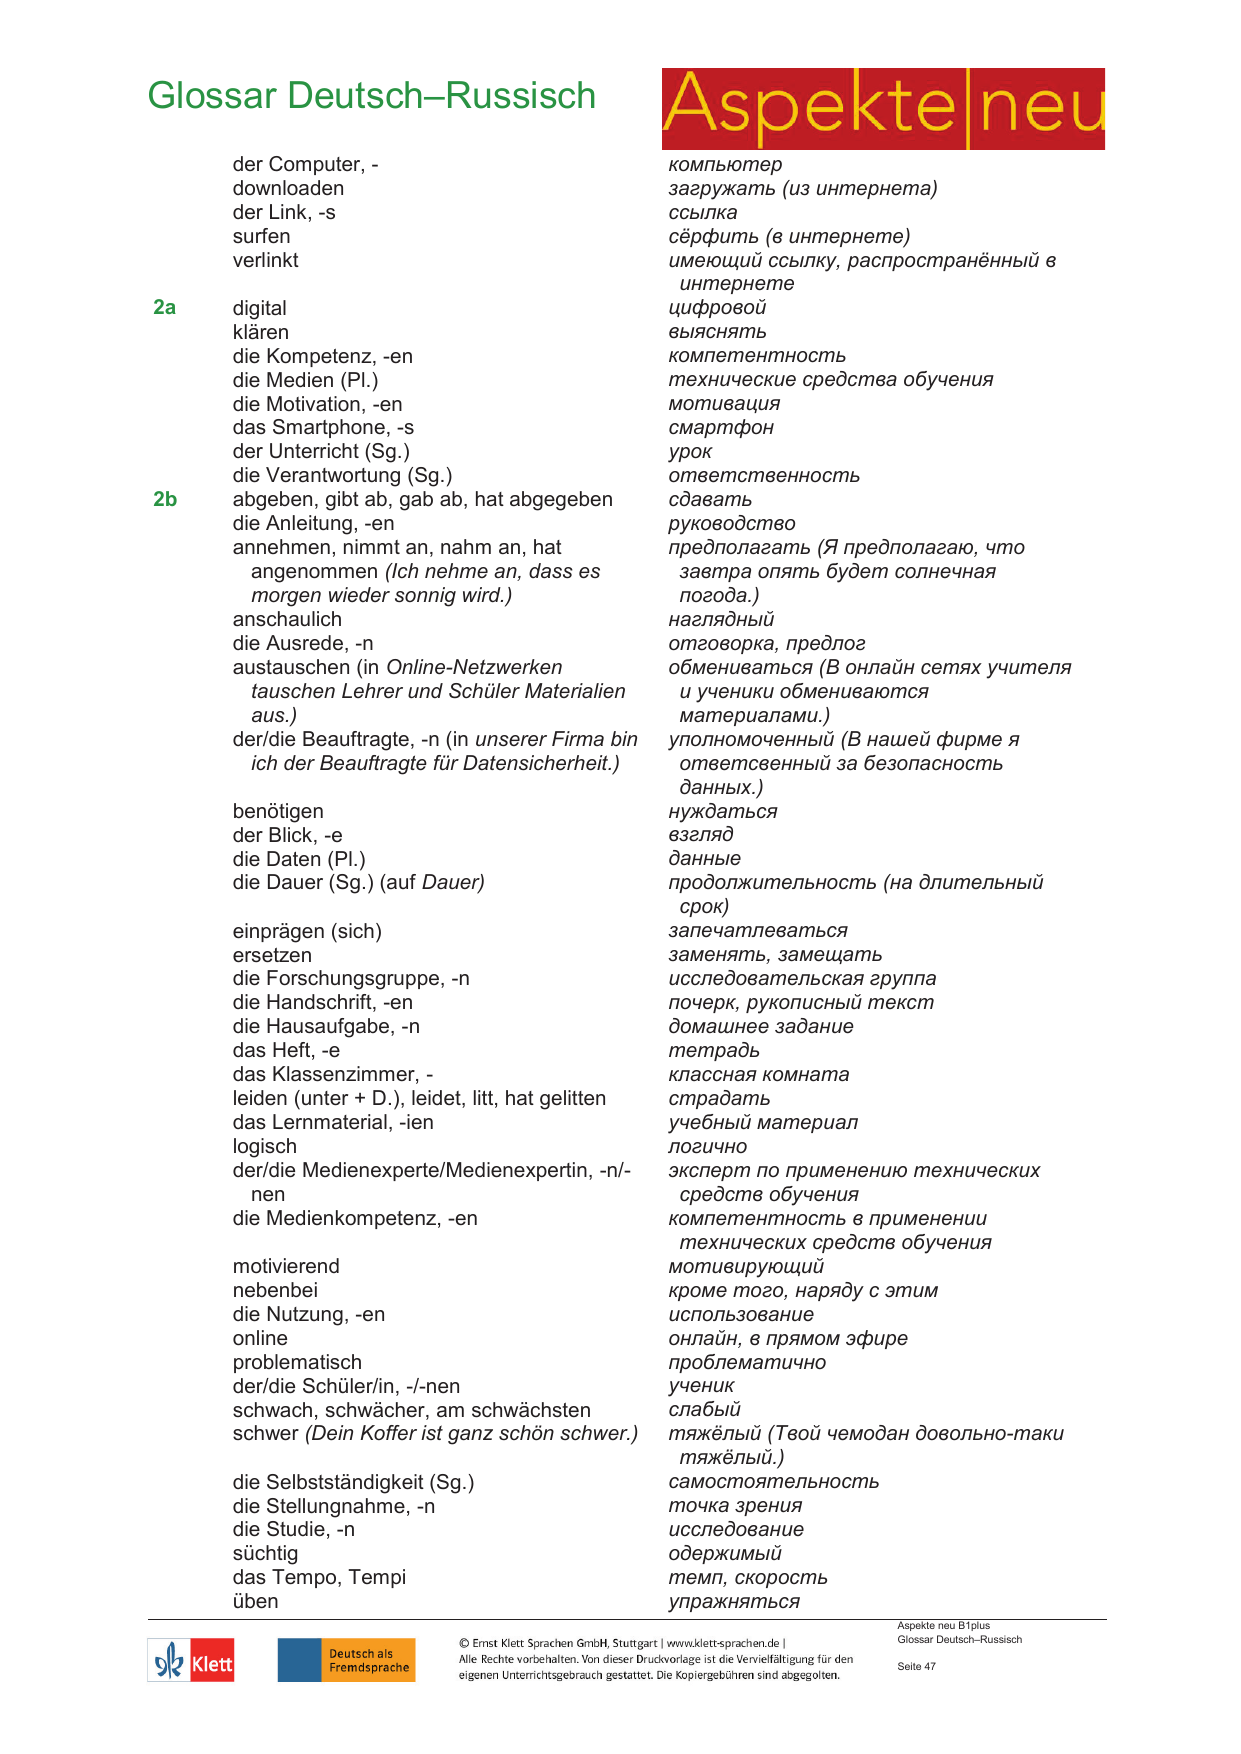 Glossar Deutsch–Russisch
Aspekte|neu
der Computer, - компьютер
downloaden загружать (из интернета)
der Link, -s ссылка
surfen сёрфить (в интернете)
verlinkt имеющий ссылку, распространённый в
интернете
2a digital цифровой
klären выяснять
die Kompetenz, -en компетентность
die Medien (Pl.) технические средства обучения
die Motivation, -en мотивация
das Smartphone, -s смартфон
der Unterricht (Sg.) урок
die Verantwortung (Sg.) ответственность
2b abgeben, gibt ab, gab ab, hat abgegeben сдавать
die Anleitung, -en руководство
annehmen, nimmt an, nahm an, hat предполагать (Я предполагаю, что
angenommen (Ich nehme an, dass es завтра опять будет солнечная
morgen wieder sonnig wird.) погода.)
anschaulich наглядный
die Ausrede, -n отговорка, предлог
austauschen (in Online-Netzwerken обмениваться (В онлайн сетях учителя
tauschen Lehrer und Schüler Materialien и ученики обмениваются
aus.) материалами.)
der/die Beauftragte, -n (in unserer Firma bin уполномоченный (В нашей фирме я
ich der Beauftragte für Datensicherheit.) ответсвенный за безопасность
данных.)
benötigen нуждаться
der Blick, -e взгляд
die Daten (Pl.) данные
die Dauer (Sg.) (auf Dauer) продолжительность (на длительный
срок)
einprägen (sich) запечатлеваться
ersetzen заменять, замещать
die Forschungsgruppe, -n исследовательская группа
die Handschrift, -en почерк, рукописный текст
die Hausaufgabe, -n домашнее задание
das Heft, -e тетрадь
das Klassenzimmer, - классная комната
leiden (unter + D.), leidet, litt, hat gelitten страдать
das Lernmaterial, -ien учебный материал
logisch логично
der/die Medienexperte/Medienexpertin, -n/- эксперт по применению технических
nen средств обучения
die Medienkompetenz, -en компетентность в применении
технических средств обучения
motivierend мотивирующий
nebenbei кроме того, наряду с этим
die Nutzung, -en использование
online онлайн, в прямом эфире
problematisch проблематично
der/die Schüler/in, -/-nen ученик
schwach, schwächer, am schwächsten слабый
schwer (Dein Koffer ist ganz schön schwer.) тяжёлый (Твой чемодан довольно-таки
тяжёлый.)
die Selbstständigkeit (Sg.) самостоятельность
die Stellungnahme, -n точка зрения
die Studie, -n исследование
süchtig одержимый
das Tempo, Tempi темп, скорость
üben упражняться
Klett
Deutsch als
Fremdsprache
© Ernst Klett Sprachen GmbH, Stuttgart | www.klett-sprachen.de |
Alle Rechte vorbehalten. Von dieser Druckvorlage ist die Vervielfältigung für den
eigenen Unterrichtsgebrauch gestattet. Die Kopiergebühren sind abgegolten.
Aspekte neu B1plus
Glossar Deutsch–Russisch
Seite 47